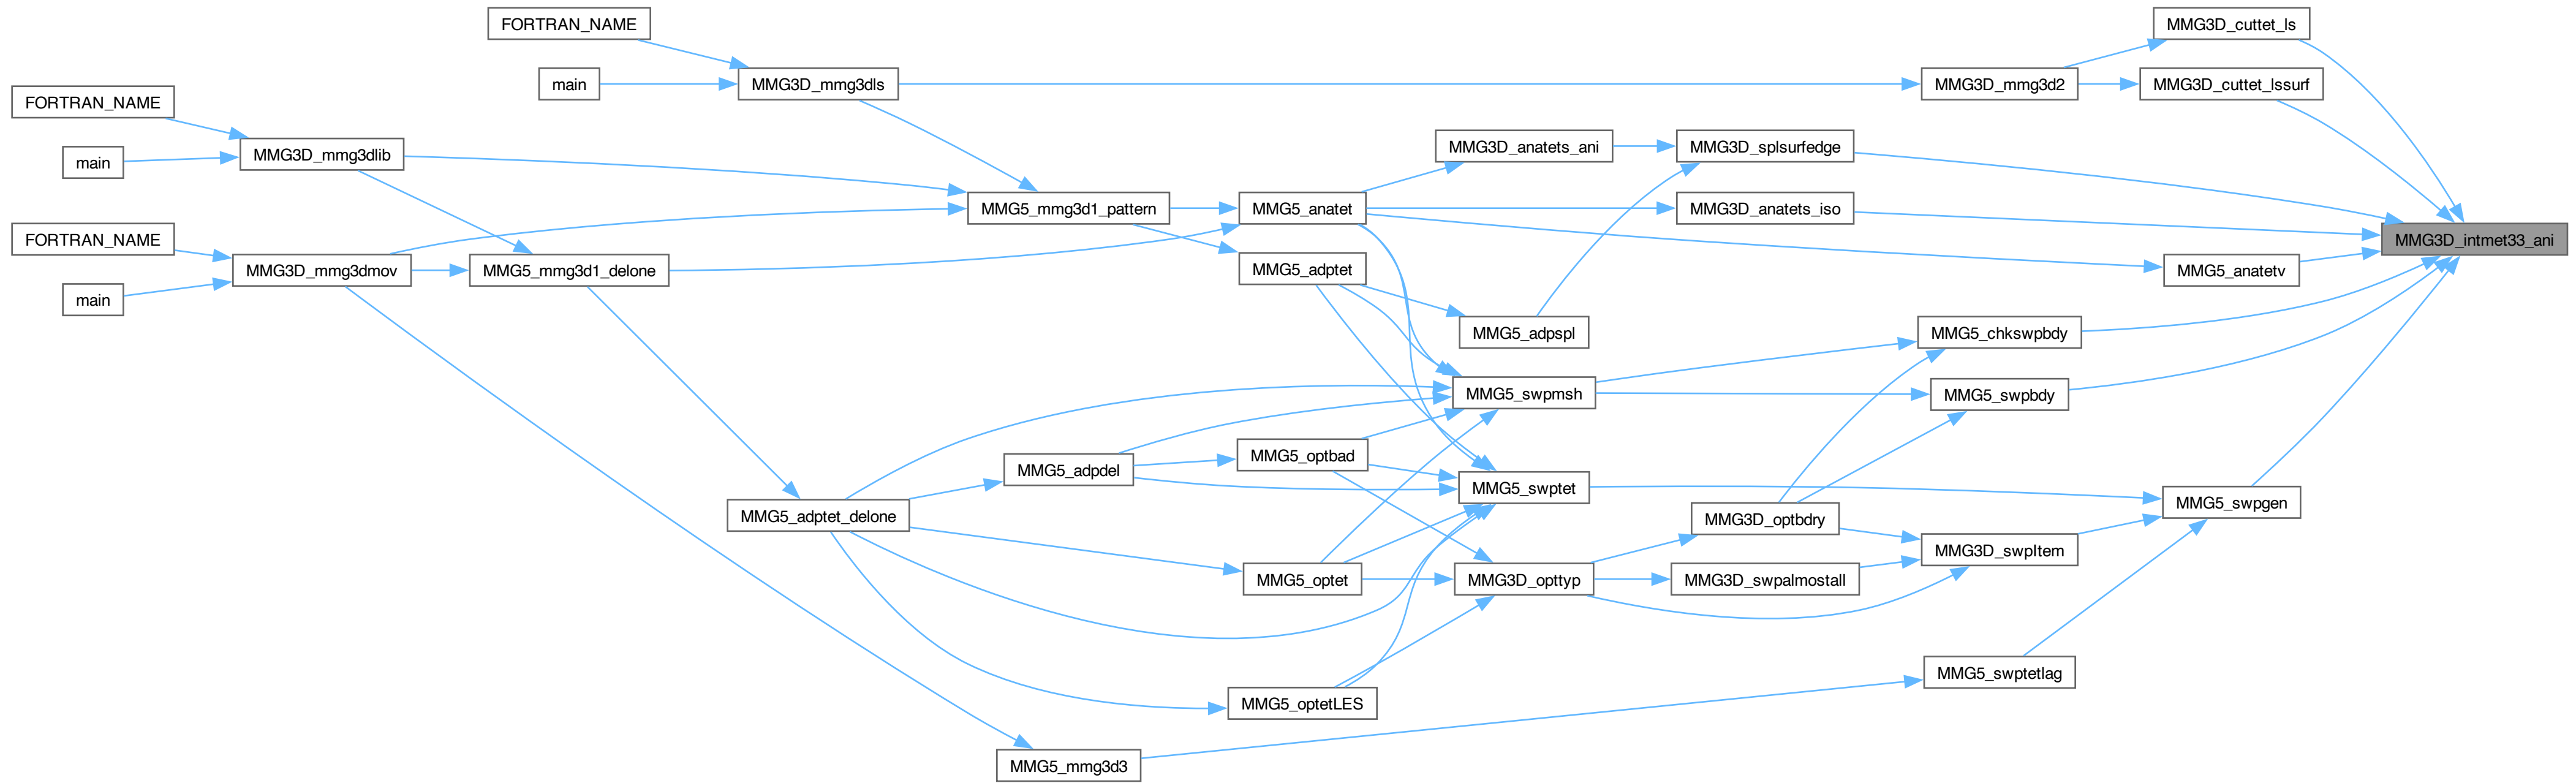 FORTRAN_NAME
MMG3D_cuttet_ls
main
MMG3D_mmg3dls
MMG3D_mmg3d2
MMG3D_cuttet_lssurf
FORTRAN_NAME
MMG3D_mmg3dlib
main
MMG3D_anatets_ani
MMG3D_splsurfedge
MMG5_mmg3d1_pattern
MMG5_anatet
MMG3D_anatets_iso
FORTRAN_NAME
MMG3D_intmet33_ani
MMG3D_mmg3dmov
MMG5_mmg3d1_delone
MMG5_adptet
MMG5_anatetv
main
MMG5_adpspl
MMG5_chkswpbdy
MMG5_swpmsh
MMG5_swpbdy
MMG5_adpdel
MMG5_optbad
MMG5_swptet
MMG5_swpgen
MMG5_adptet_delone
MMG3D_optbdry
MMG3D_swpItem
MMG5_optet
MMG3D_opttyp
MMG3D_swpalmostall
MMG5_swptetlag
MMG5_optetLES
MMG5_mmg3d3